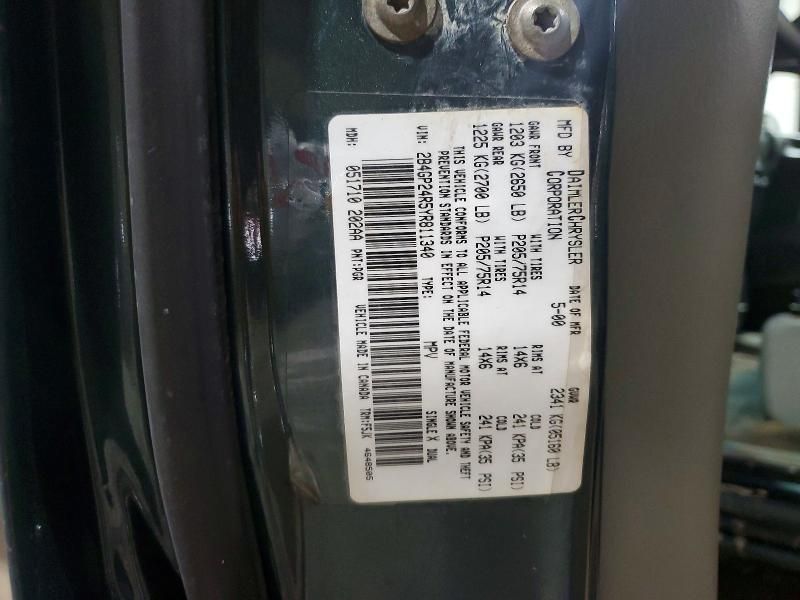 MFD BY DAIMLERCHRYSLER CORPORATION DATE OF MFR 5-00 GVWR 2341 KG(05160 LB)
GAWR FRONT WITH TIRES RIMS AT COLD
1203 KG(2650 LB) P205/75R14 14X6 241 KPA(35 PSI)
GAWR REAR WITH TIRES RIMS AT COLD
1225 KG(2700 LB) P205/75R14 14X6 241 KPA(35 PSI)
THIS VEHICLE CONFORMS TO ALL APPLICABLE FEDERAL MOTOR VEHICLE SAFETY AND THEFT
PREVENTION STANDARDS IN EFFECT ON THE DATE OF MANUFACTURE SHOWN ABOVE.
VIN: 2B4GP24R5YR811340 TYPE: MPV SINGLE X DUAL
MDH: 051710 202AA PNT:PGR VEHICLE MADE IN CANADA TRM:F5JK 4648505